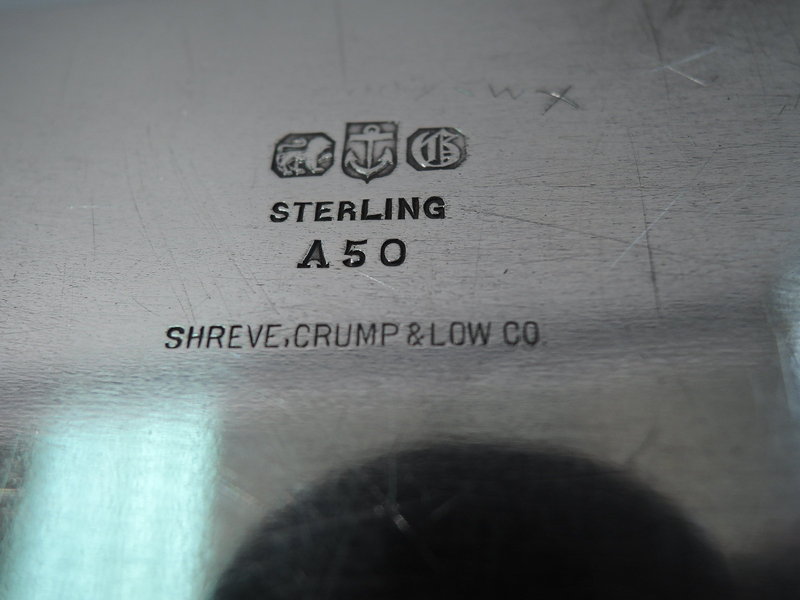 G
STERLING
A50
SHREVE, CRUMP & LOW CO.